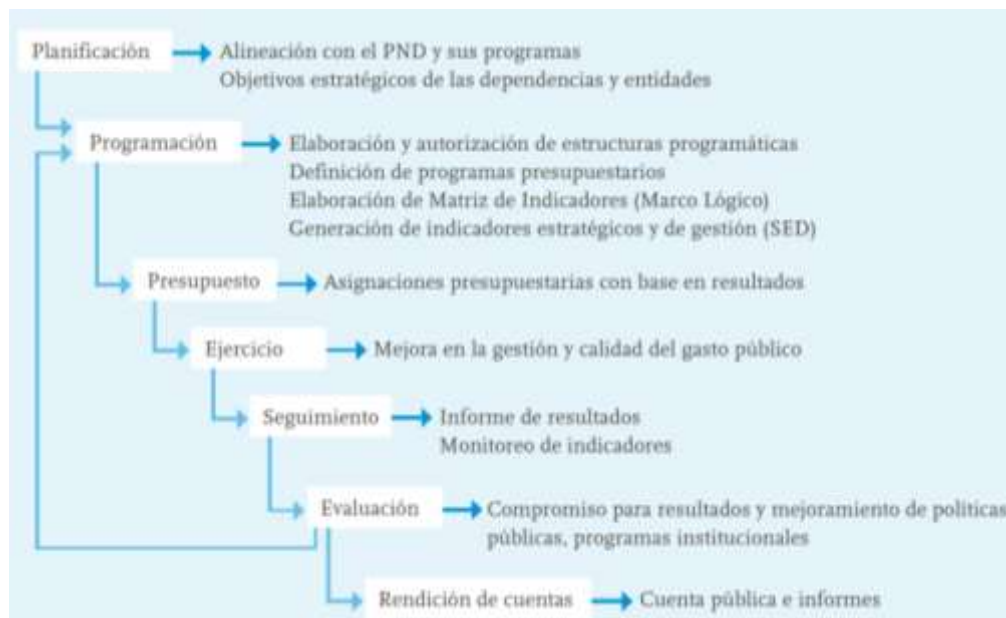 Planificación
Alineación con el PND y sus programas
Objetivos estratégicos de las dependencias y entidades
Programación
Elaboración y autorización de estructuras programáticas
Definición de programas presupuestarios
Elaboración de Matriz de Indicadores (Marco Lógico)
Generación de indicadores estratégicos y de gestión (SED)
Presupuesto
Asignaciones presupuestarias con base en resultados
Ejercicio
Mejora en la gestión y calidad del gasto público
Seguimiento
Informe de resultados
Monitoreo de indicadores
Evaluación
Compromiso para resultados y mejoramiento de políticas
públicas, programas institucionales
Rendición de cuentas
Cuenta pública e informes